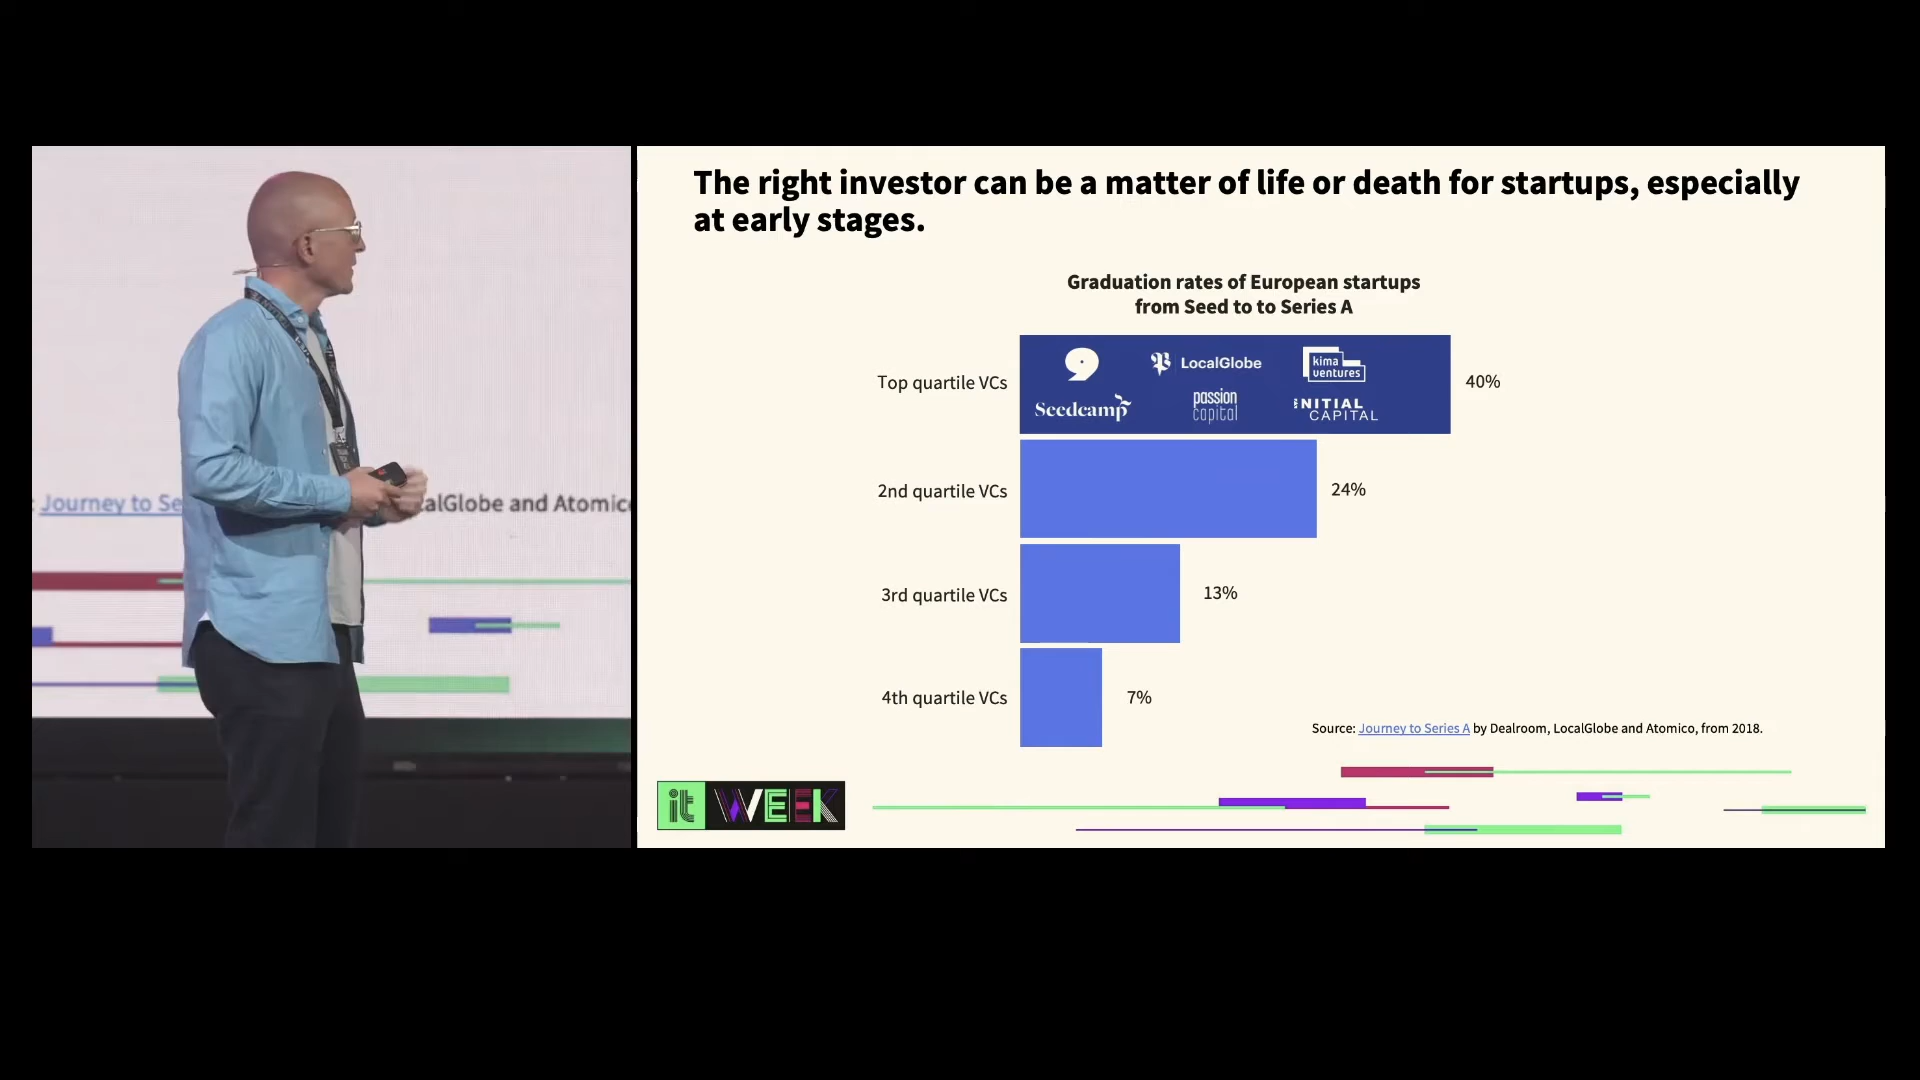 : Journey to Se
calGlobe and Atomico
The right investor can be a matter of life or death for startups, especially
at early stages.
Graduation rates of European startups
from Seed to to Series A
Top quartile VCs
LocalGlobe
kima
ventures
Seedcamp
passion
capital
INITIAL
CAPITAL
40%
2nd quartile VCs
24%
3rd quartile VCs
13%
4th quartile VCs
7%
Source: Journey to Series A by Dealroom, LocalGlobe and Atomico, from 2018.
it WEEK